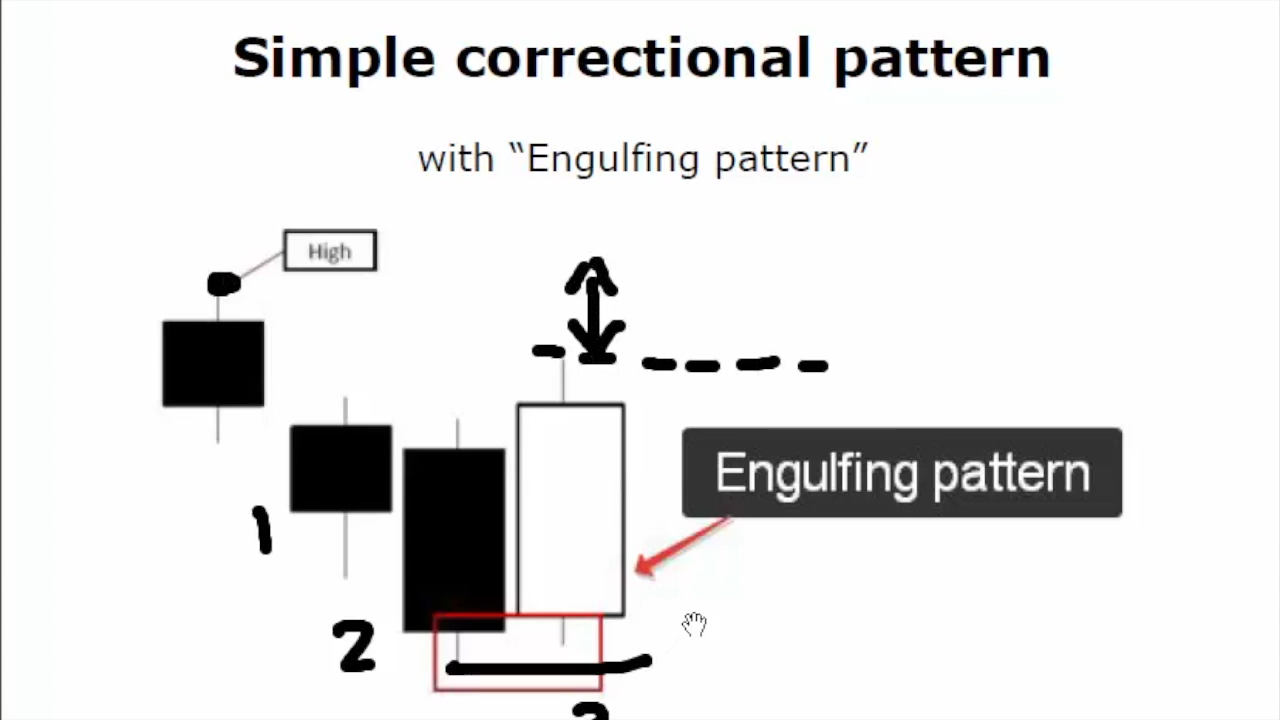 Simple correctional pattern
with “Engulfing pattern”
High
Engulfing pattern
1
2